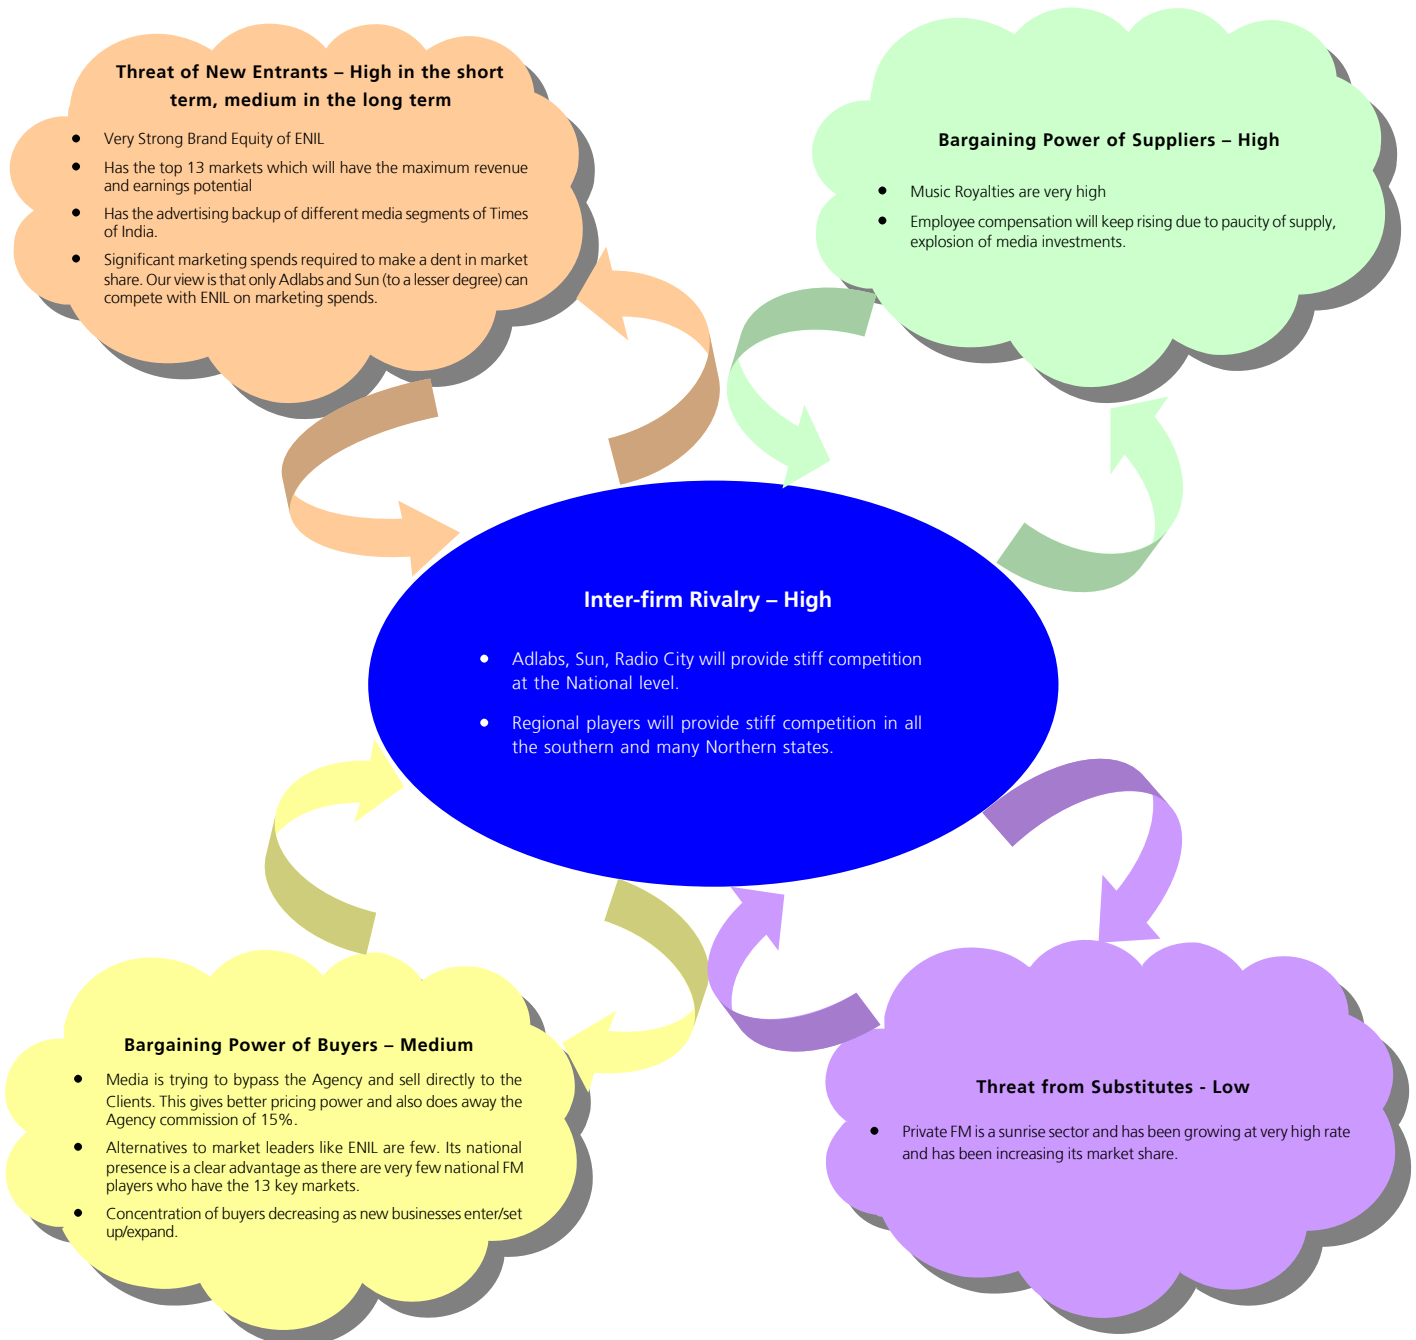 Threat of New Entrants – High in the short
term, medium in the long term
• Very Strong Brand Equity of ENIL
• Has the top 13 markets which will have the maximum revenue
and earnings potential
• Has the advertising backup of different media segments of Times
of India.
• Significant marketing spends required to make a dent in market
share. Our view is that only Adlabs and Sun (to a lesser degree) can
compete with ENIL on marketing spends.
Bargaining Power of Suppliers – High
• Music Royalties are very high
• Employee compensation will keep rising due to paucity of supply,
explosion of media investments.
Inter-firm Rivalry – High
• Adlabs, Sun, Radio City will provide stiff competition
at the National level.
• Regional players will provide stiff competition in all
the southern and many Northern states.
Bargaining Power of Buyers – Medium
• Media is trying to bypass the Agency and sell directly to the
Clients. This gives better pricing power and also does away the
Agency commission of 15%.
• Alternatives to market leaders like ENIL are few. Its national
presence is a clear advantage as there are very few national FM
players who have the 13 key markets.
• Concentration of buyers decreasing as new businesses enter/set
up/expand.
Threat from Substitutes - Low
• Private FM is a sunrise sector and has been growing at very high rate
and has been increasing its market share.